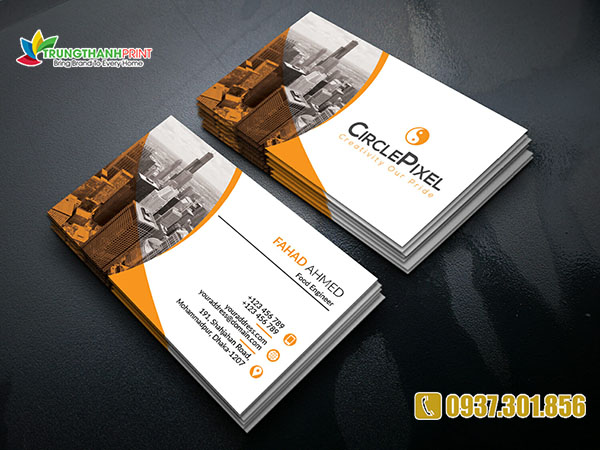 TRUNGTHANHPRINT
Bring Brand To Every Home
CIRCLEPIXEL
Creativity Our Pride
FAHAD AHMED
Food Engineer
+123 456 789
+123 456 789
youraddress.com
youraddress@domain.com
191, Shahjahan Road,
Mohammadpur, Dhaka-1207
0937.301.856